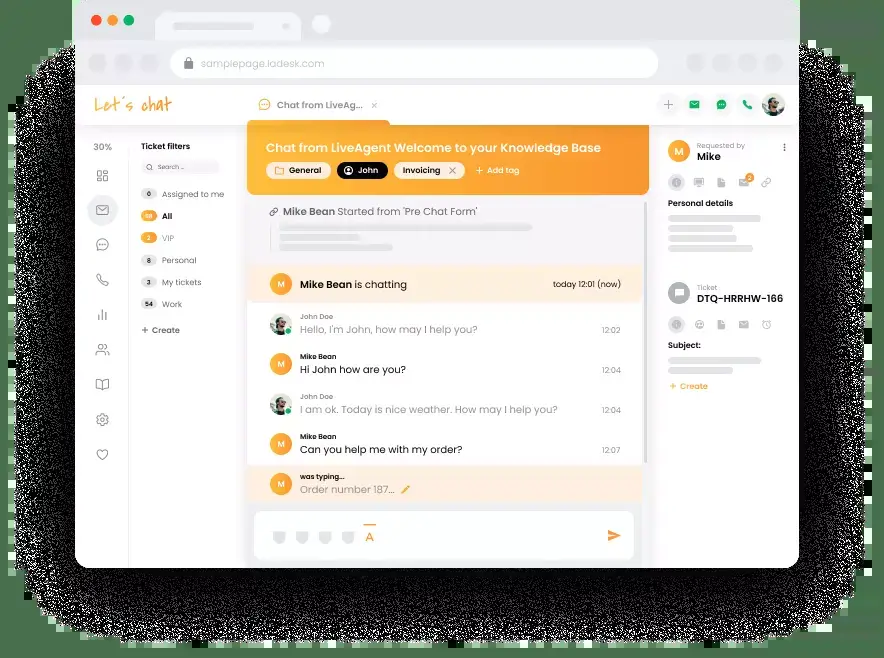 samplepage.ladesk.com
Let's chat
Chat from LiveAg... ×
30%
Ticket filters
Search ...
0 Assigned to me
All
2 VIP
8 Personal
3 My tickets
54 Work
+ Create
Chat from LiveAgent Welcome to your Knowledge Base
General John Invoicing × + Add tag
Mike Bean Started from 'Pre Chat Form'
M Mike Bean is chatting today 12:01 (now)
John Doe
Hello, I'm John, how may I help you? 12:02
Mike Bean
M Hi John how are you? 12:04
John Doe
I am ok. Today is nice weather. How may I help you? 12:04
Mike Bean
M Can you help me with my order? 12:07
was typing...
M Order number 187...
A
Requested by
M Mike
2
Personal details
Ticket
DTQ-HRRHW-166
Subject:
+ Create